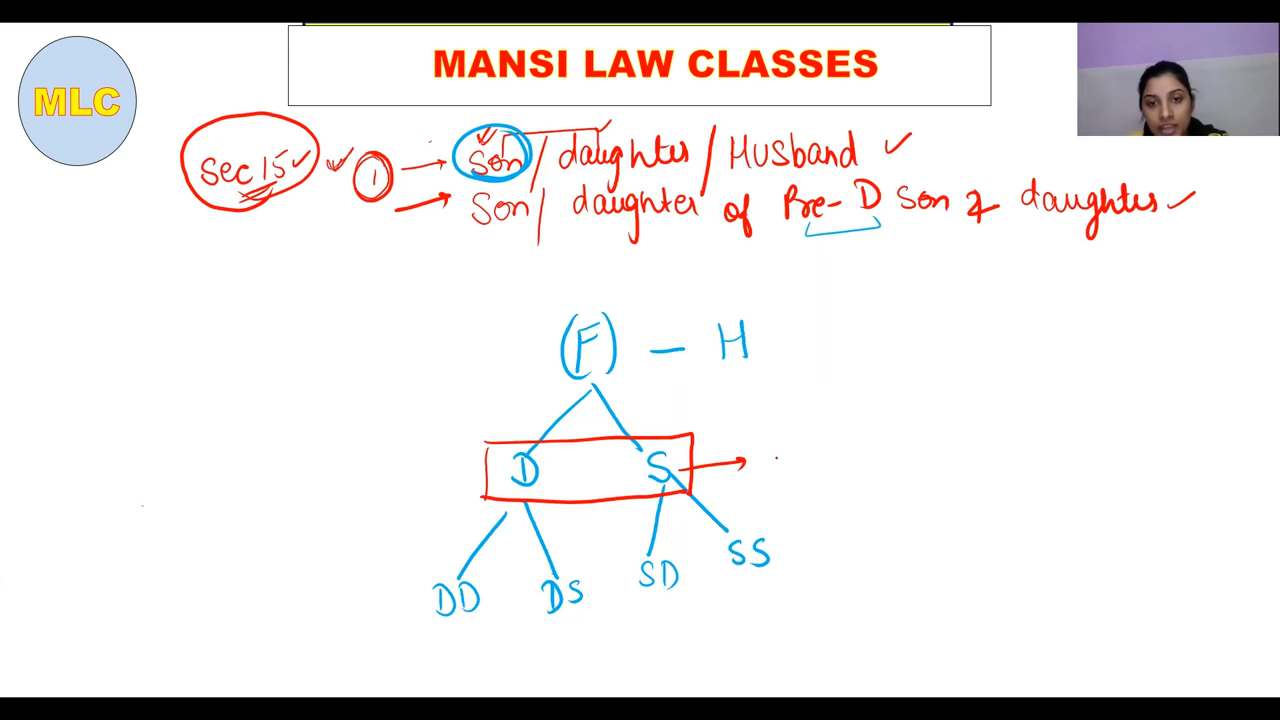 MANSI LAW CLASSES
MLC
Sec 15 1 Son / daughter / Husband
Son / daughter of Pre-D Son & daughter
(F) - H
D S
DD DS SD SS